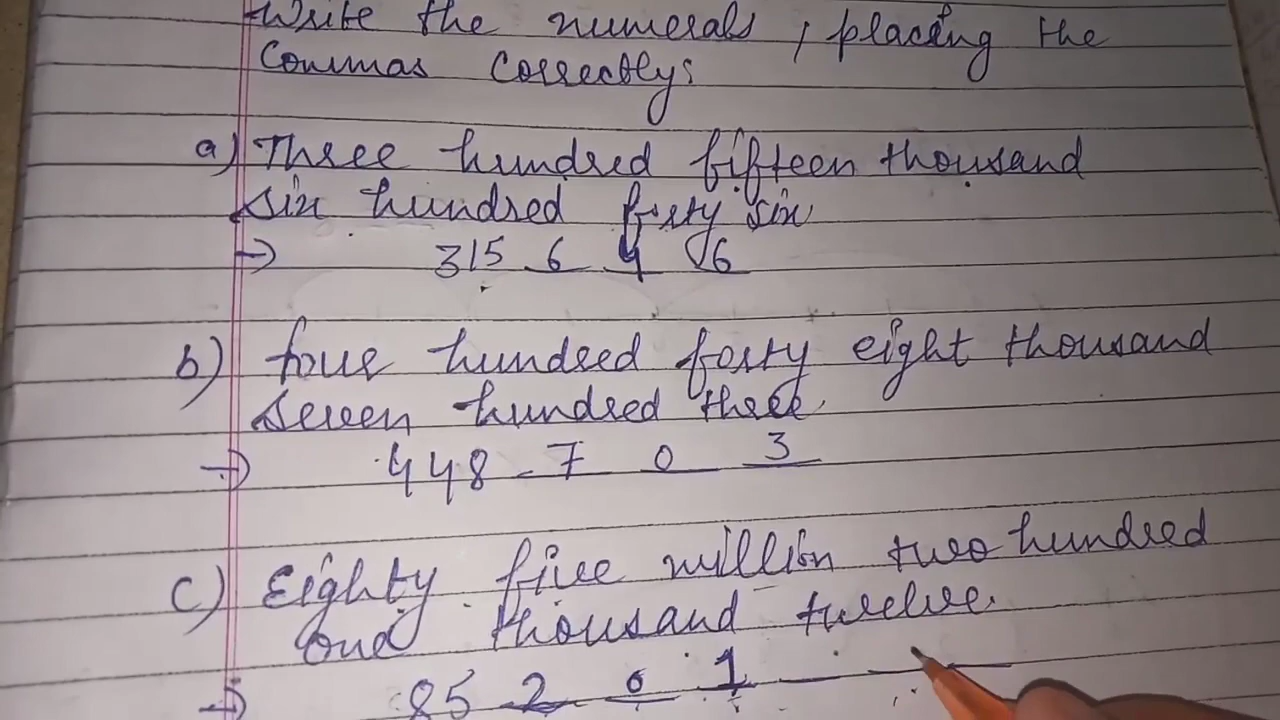 Write the numerals, placing the
Commas correctly:
a) Three hundred fifteen thousand
six hundred forty six
→ 315 6 4 6
b) four hundred forty eight thousand
seven hundred three.
→ 448 7 0 3
c) Eighty five million two hundred
one thousand twelve.
→ 85 2 0 1